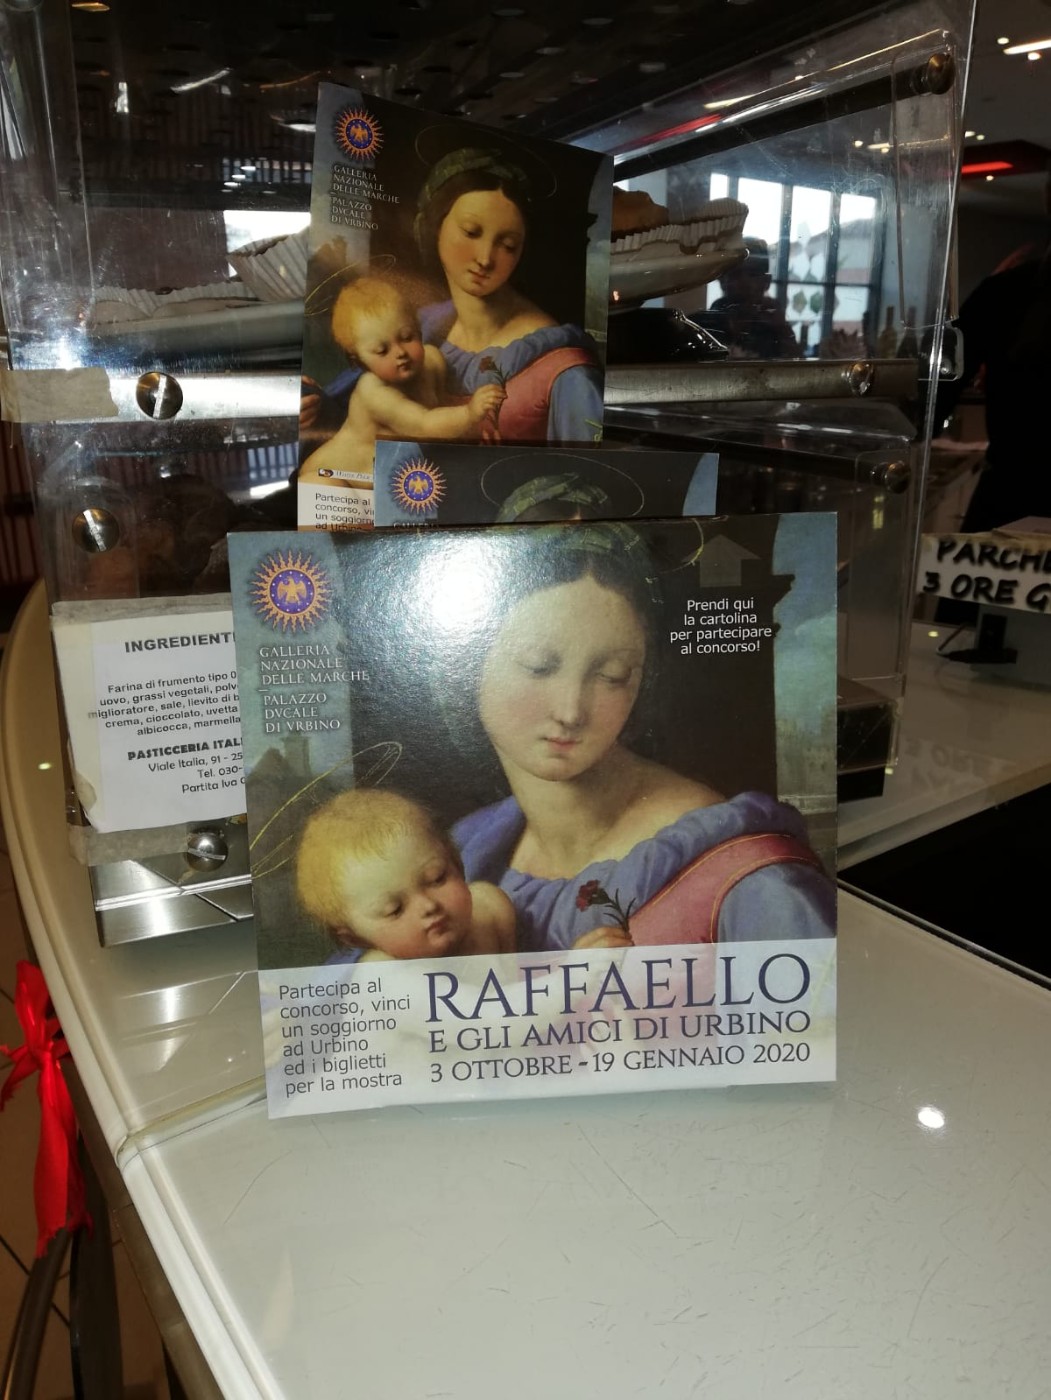 GALLERIA
NAZIONALE
DELLE MARCHE
PALAZZO
DVCALE
DI VRBINO
Partecipa al
un soggiorn
INGREDIENTI
Farina di frumento tipo 0
uovo, grassi vegetali,
miglioratore, sale, lievito di
crema, cioccolato, uvetta
albicocca, marmella
PASTICCERIA ITAL
Viale Italia, 91 - 25
Tel. 030-
Partita Iva
PARCHE
3 ORE G
GALLERIA
NAZIONALE
DELLE MARCHE
PALAZZO
DVCALE
DI VRBINO
Prendi qui
la cartolina
per partecipare
al concorso!
Partecipa al
concorso, vinci
un soggiorno
ad Urbino
ed i biglietti
per la mostra
RAFFAELLO
E GLI AMICI DI URBINO
3 OTTOBRE - 19 GENNAIO 2020